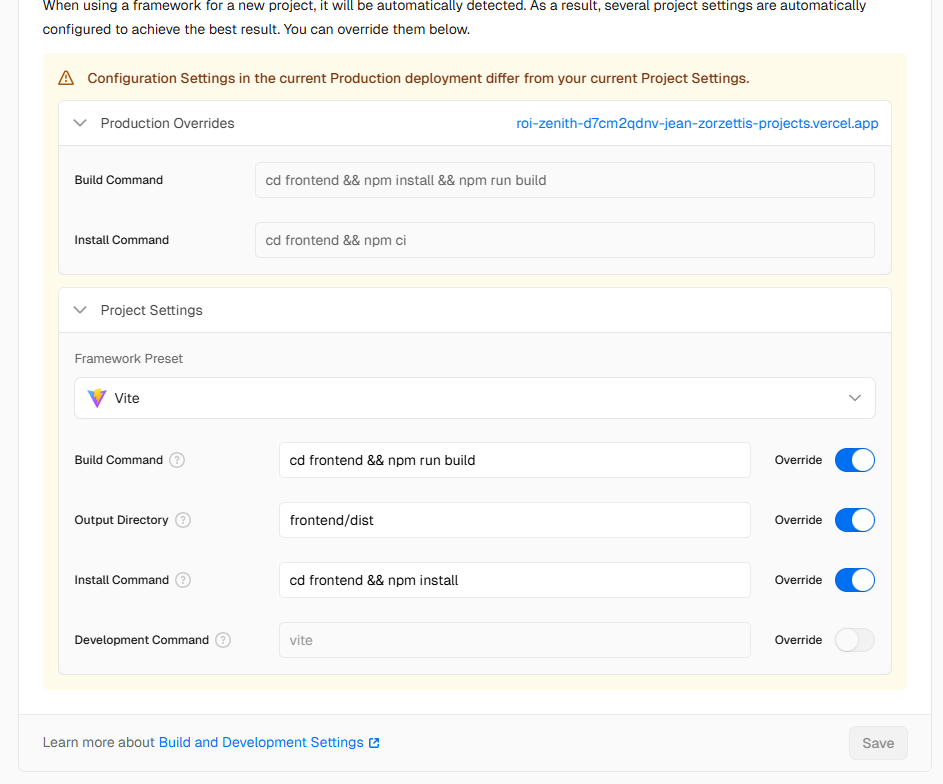 When using a framework for a new project, it will be automatically detected. As a result, several project settings are automatically
configured to achieve the best result. You can override them below.
Configuration Settings in the current Production deployment differ from your current Project Settings.
Production Overrides
roi-zenith-d7cm2qdnv-jean-zorzettis-projects.vercel.app
Build Command
cd frontend && npm install && npm run build
Install Command
cd frontend && npm ci
Project Settings
Framework Preset
Vite
Build Command ?
cd frontend && npm run build
Override
Output Directory ?
frontend/dist
Override
Install Command ?
cd frontend && npm install
Override
Development Command ?
vite
Override
Learn more about Build and Development Settings
Save